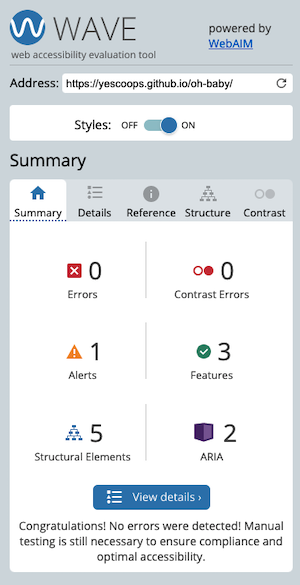 WAVE
powered by
WebAIM
web accessibility evaluation tool
Address: https://yescoops.github.io/oh-baby/
Styles: OFF ON
Summary
Summary Details Reference Structure Contrast
0
Errors
0
Contrast Errors
1
Alerts
3
Features
5
Structural Elements
2
ARIA
View details ›
Congratulations! No errors were detected! Manual
testing is still necessary to ensure compliance and
optimal accessibility.